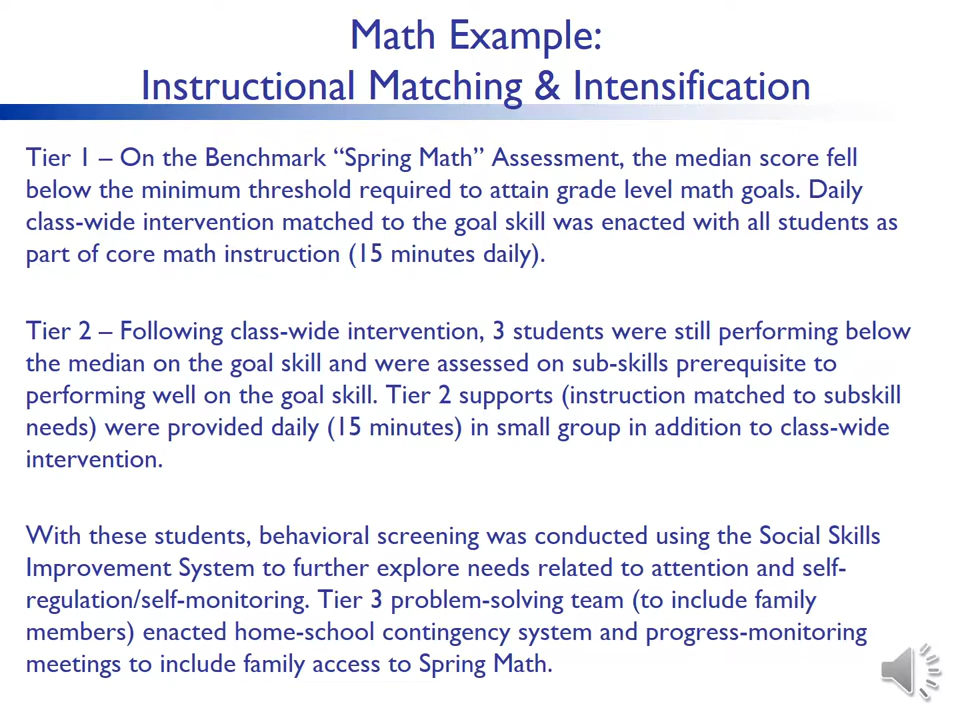 Math Example:
Instructional Matching & Intensification
Tier 1 – On the Benchmark “Spring Math” Assessment, the median score fell
below the minimum threshold required to attain grade level math goals. Daily
class-wide intervention matched to the goal skill was enacted with all students as
part of core math instruction (15 minutes daily).
Tier 2 – Following class-wide intervention, 3 students were still performing below
the median on the goal skill and were assessed on sub-skills prerequisite to
performing well on the goal skill. Tier 2 supports (instruction matched to subskill
needs) were provided daily (15 minutes) in small group in addition to class-wide
intervention.
With these students, behavioral screening was conducted using the Social Skills
Improvement System to further explore needs related to attention and self-
regulation/self-monitoring. Tier 3 problem-solving team (to include family
members) enacted home-school contingency system and progress-monitoring
meetings to include family access to Spring Math.